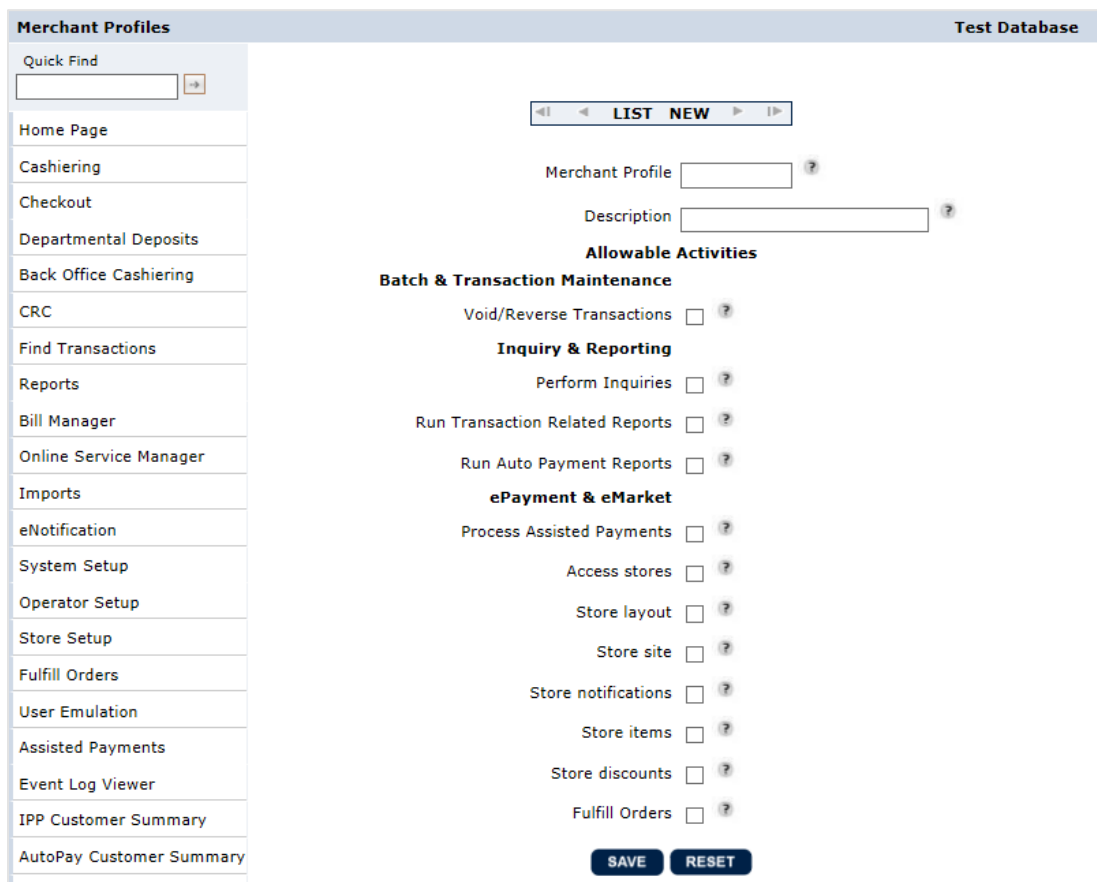 Merchant Profiles Test Database
Quick Find
Home Page
Cashiering
Checkout
Departmental Deposits
Back Office Cashiering
CRC
Find Transactions
Reports
Bill Manager
Online Service Manager
Imports
eNotification
System Setup
Operator Setup
Store Setup
Fulfill Orders
User Emulation
Assisted Payments
Event Log Viewer
IPP Customer Summary
AutoPay Customer Summary
LIST NEW
Merchant Profile ?
Description ?
Allowable Activities
Batch & Transaction Maintenance
Void/Reverse Transactions ?
Inquiry & Reporting
Perform Inquiries ?
Run Transaction Related Reports ?
Run Auto Payment Reports ?
ePayment & eMarket
Process Assisted Payments ?
Access stores ?
Store layout ?
Store site ?
Store notifications ?
Store items ?
Store discounts ?
Fulfill Orders ?
SAVE RESET